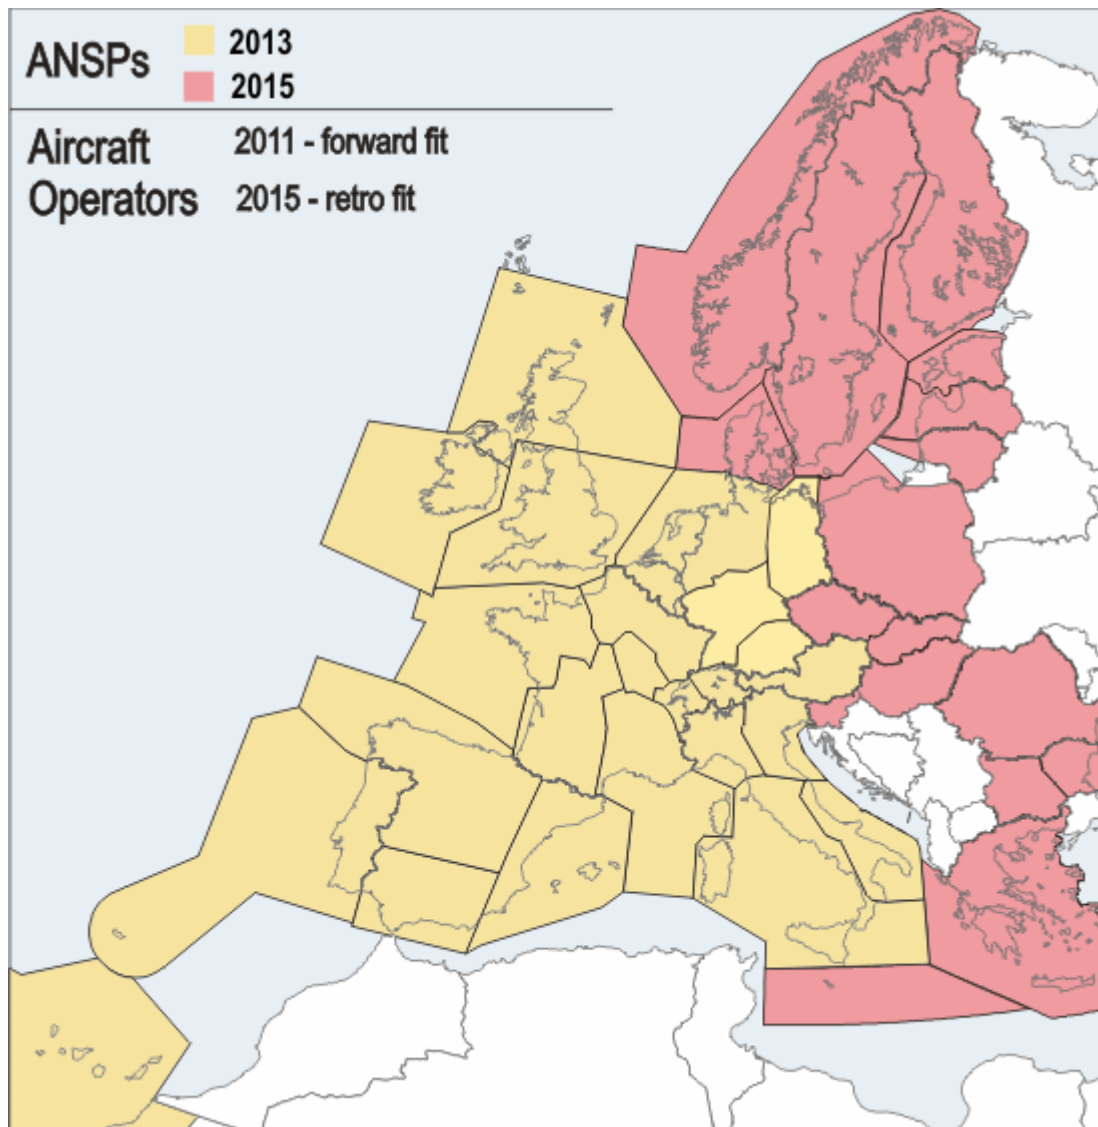 ANSPs
2013
2015
Aircraft
Operators
2011 - forward fit
2015 - retro fit